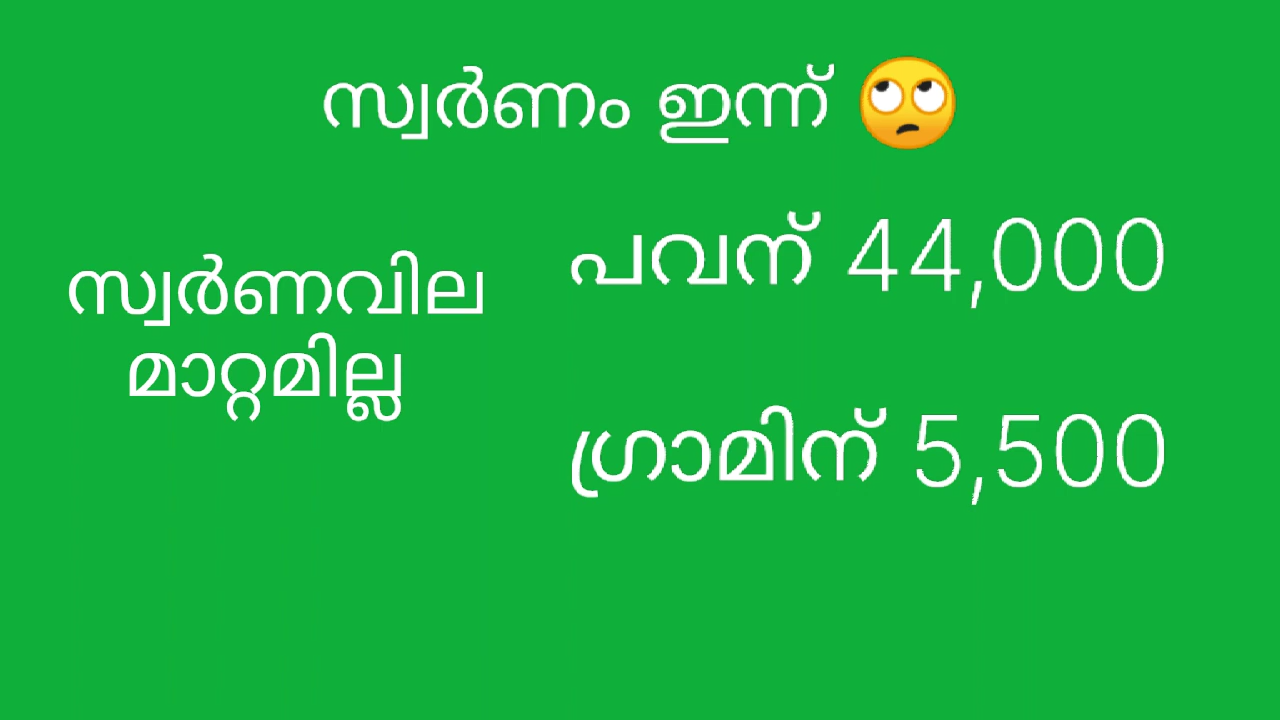 സ്വർണം ഇന്ന് 🙄
സ്വർണവില
മാറ്റമില്ല
പവന് 44,000
ഗ്രാമിന് 5,500